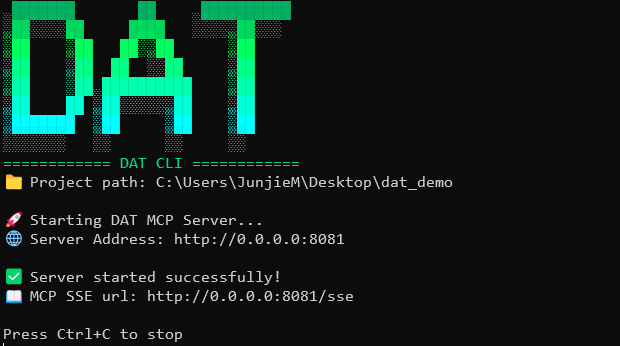 DAT
============ DAT CLI ============
📁 Project path: C:\Users\JunjieM\Desktop\dat_demo
🚀 Starting DAT MCP Server...
🌐 Server Address: http://0.0.0.0:8081
✅ Server started successfully!
📖 MCP SSE url: http://0.0.0.0:8081/sse
Press Ctrl+C to stop